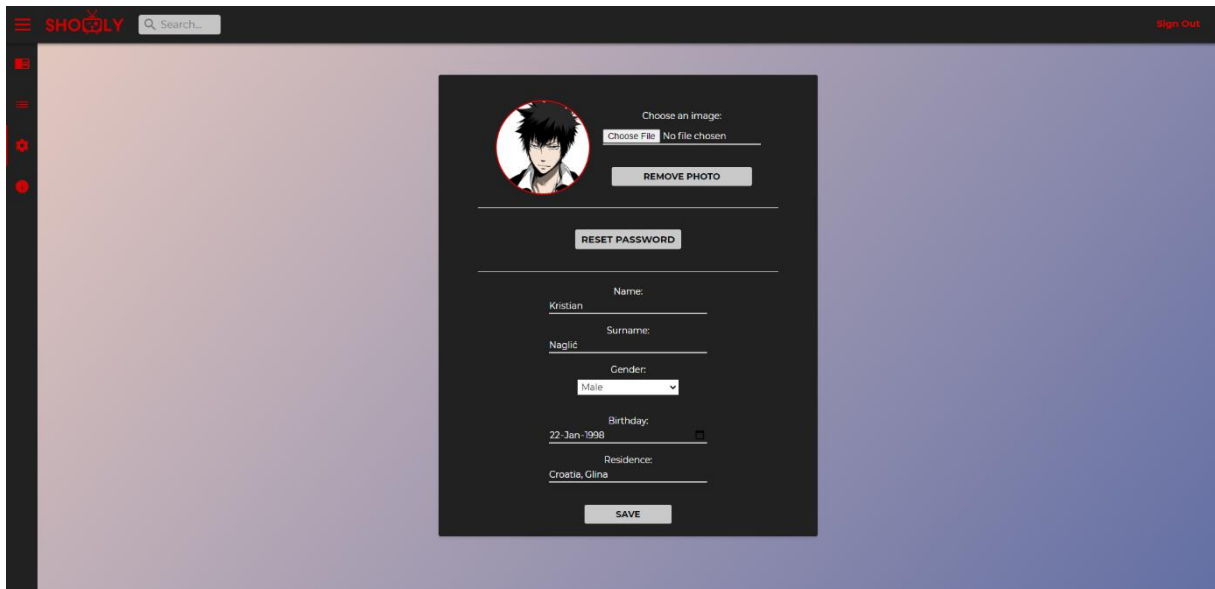 SHOWLY
Search...
Sign Out
Choose an image:
Choose File No file chosen
REMOVE PHOTO
RESET PASSWORD
Name:
Kristian
Surname:
Naglić
Gender:
Male
Birthday:
22-Jan-1998
Residence:
Croatia, Glina
SAVE